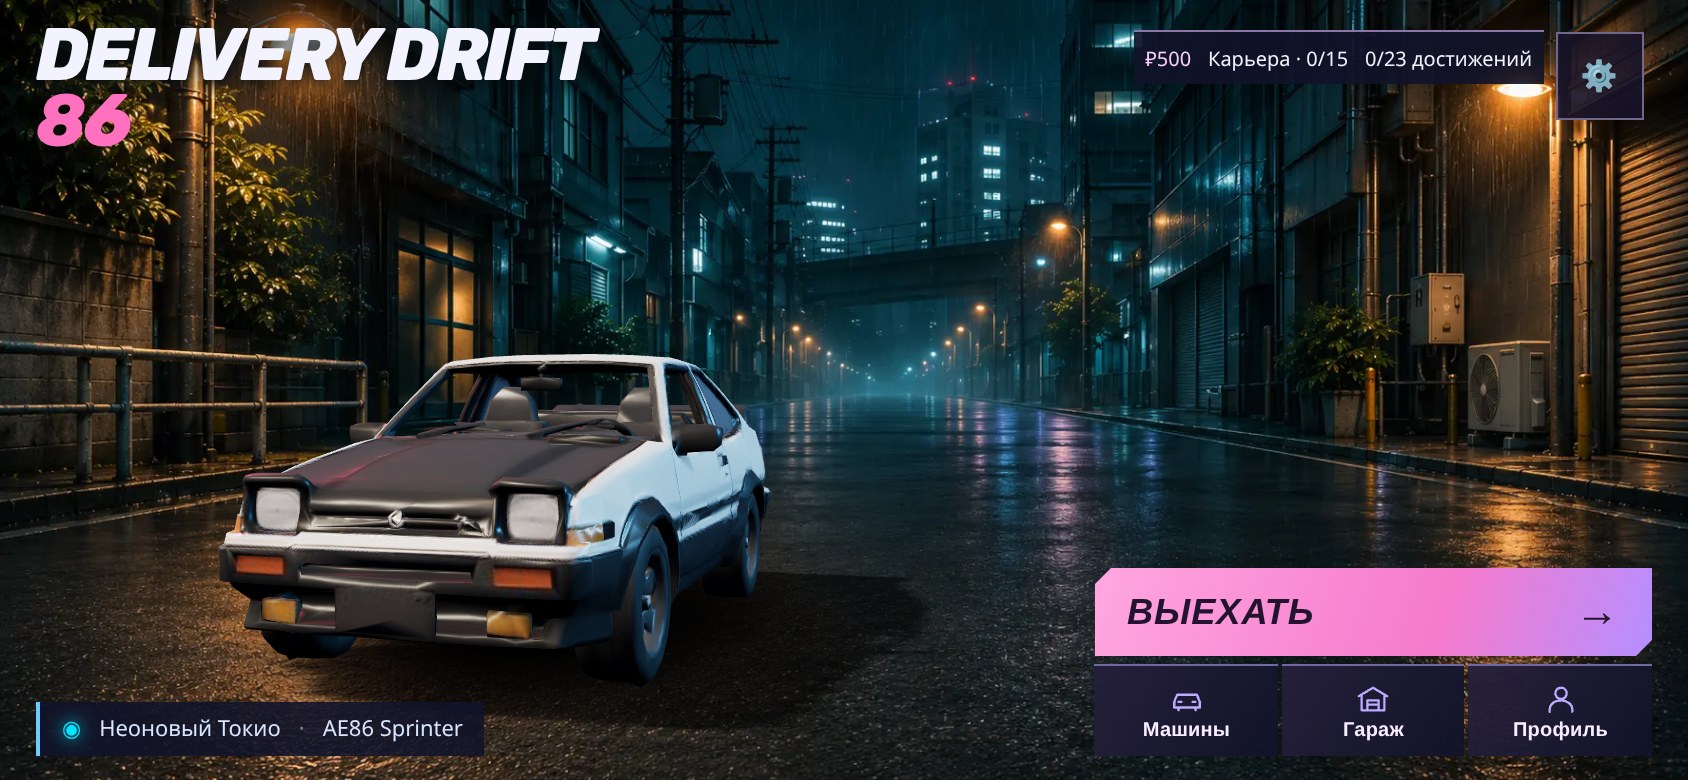 DELIVERY DRIFT
86
₽500 Карьера · 0/15 0/23 достижений
ВЫЕХАТЬ →
Машины
Гараж
Профиль
Неоновый Токио · AE86 Sprinter